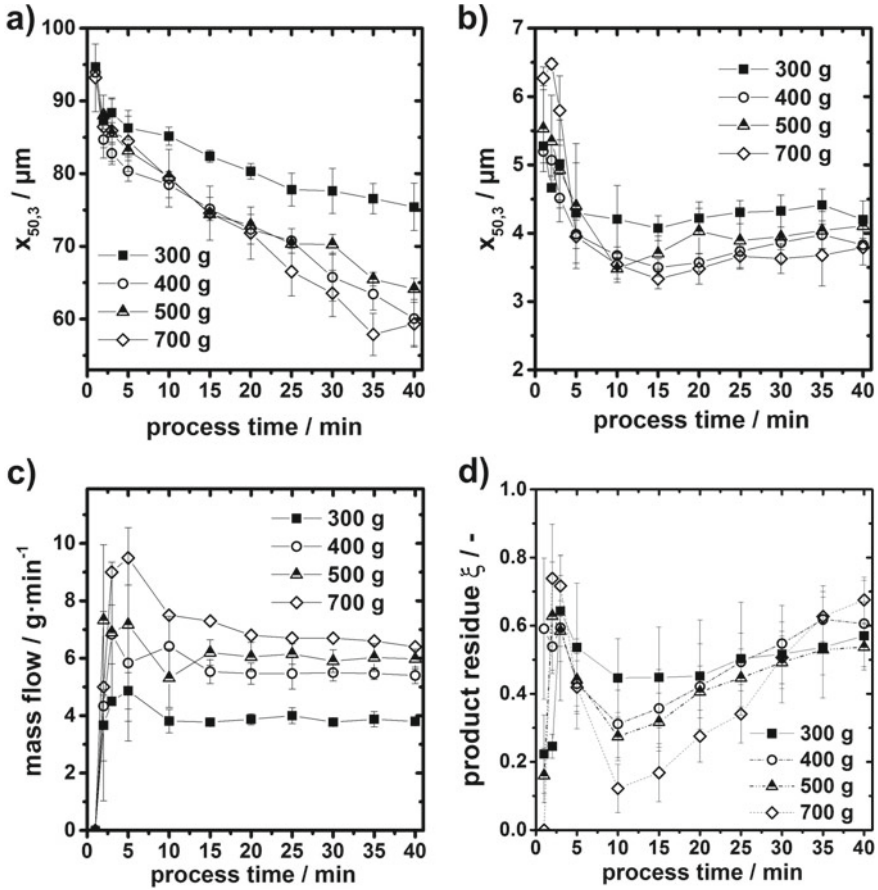 a)
100
90
80
70
60
x50,3 / µm
300 g
400 g
500 g
700 g
0 5 10 15 20 25 30 35 40
process time / min
b)
7
6
5
4
3
2
x50,3 / µm
300 g
400 g
500 g
700 g
0 5 10 15 20 25 30 35 40
process time / min
c)
10
8
6
4
2
0
mass flow / g·min⁻¹
300 g
400 g
500 g
700 g
0 5 10 15 20 25 30 35 40
process time / min
d)
1.0
0.8
0.6
0.4
0.2
0.0
product residue ξ / -
300 g
400 g
500 g
700 g
0 5 10 15 20 25 30 35 40
process time / min